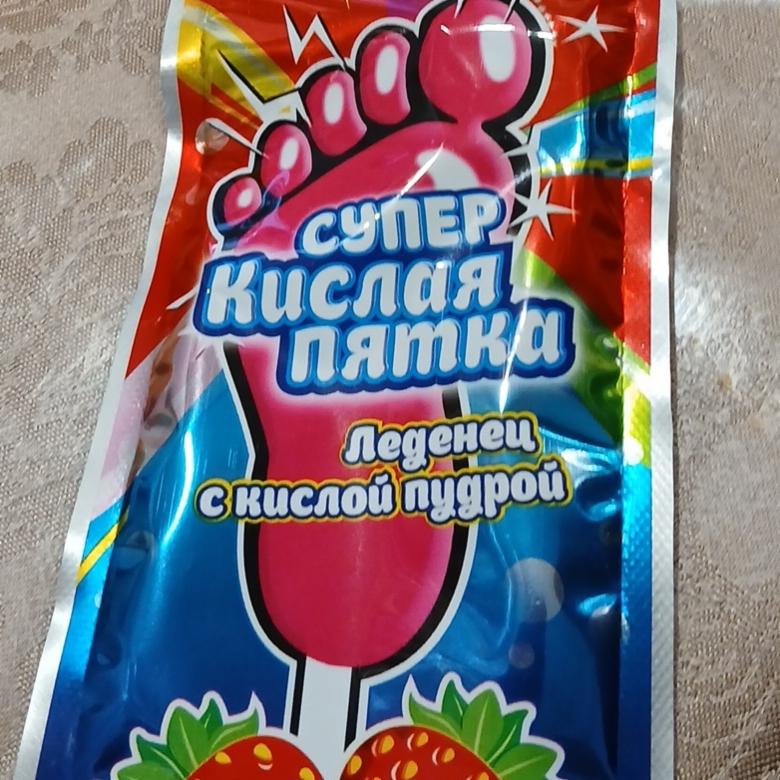 СУПЕР
Кислая
пятка
Леденец
с кислой пудрой